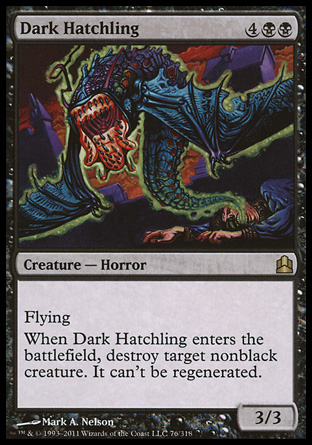 Dark Hatchling 4
Creature — Horror
Flying
When Dark Hatchling enters the
battlefield, destroy target nonblack
creature. It can't be regenerated.
Mark A. Nelson
™ & © 1993–2011 Wizards of the Coast LLC 76/318
3/3